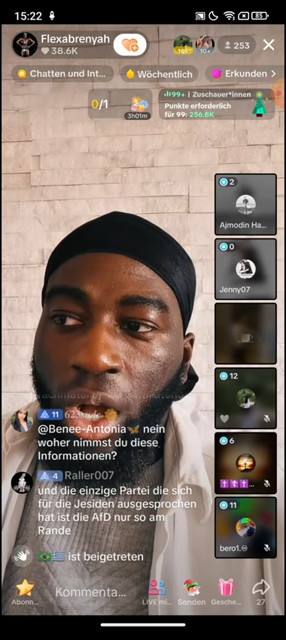 15:22
85
Flexabrenyah
38.6K
253
Chatten und Int...
Wöchentlich
Erkunden
0/1
3h01m
99+ | Zuschauer*innen
Punkte erforderlich
für 99: 256.8K
2
Ajmodin Ha...
0
Jenny07
12
6
11
bero1.
11
@Benee-Antonia 🦋 nein
woher nimmst du diese
Informationen?
4 Raller007
und die einzige Partei die sich
für die Jesiden ausgesprochen
hat ist die AfD nur so am
Rande
ist beigetreten
Abonn...
Kommenta...
LIVE mi...
Senden
Gesche...
27